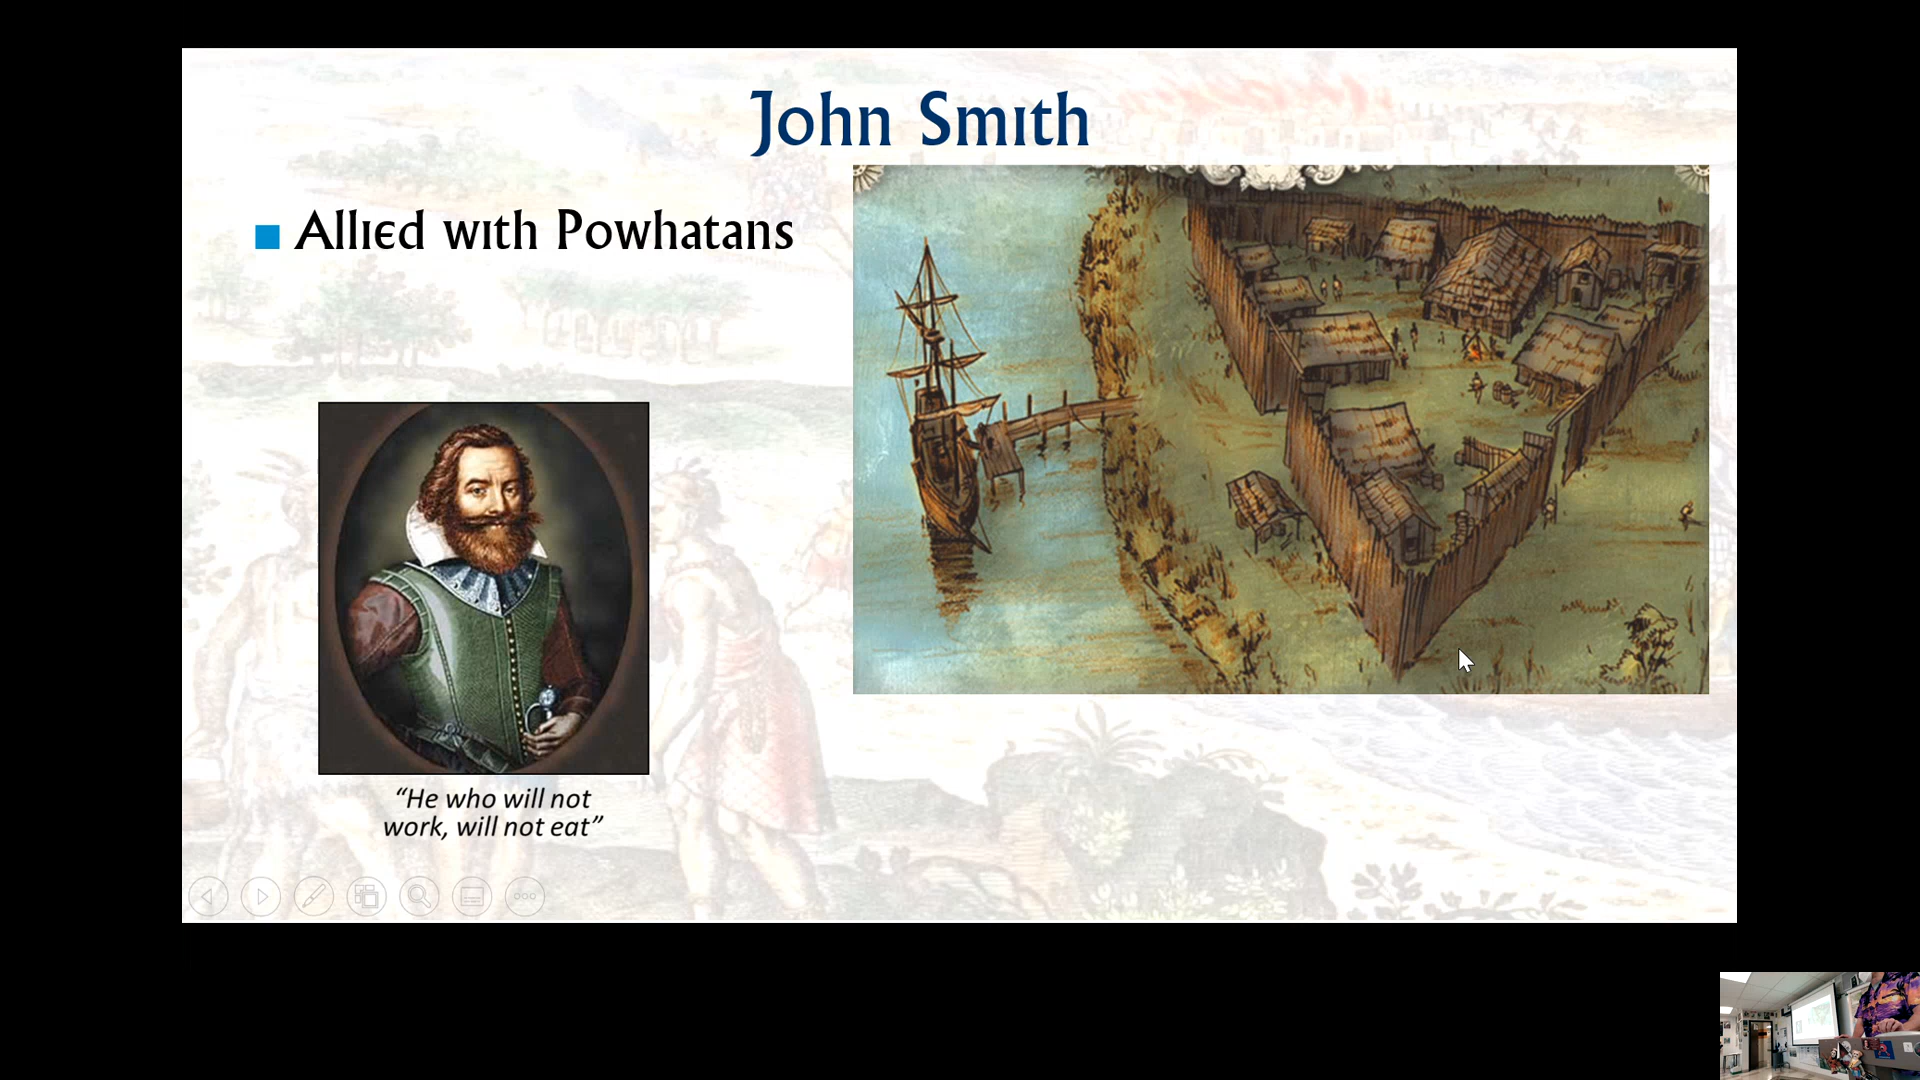 John Smith
■ Allied with Powhatans
“He who will not
work, will not eat”